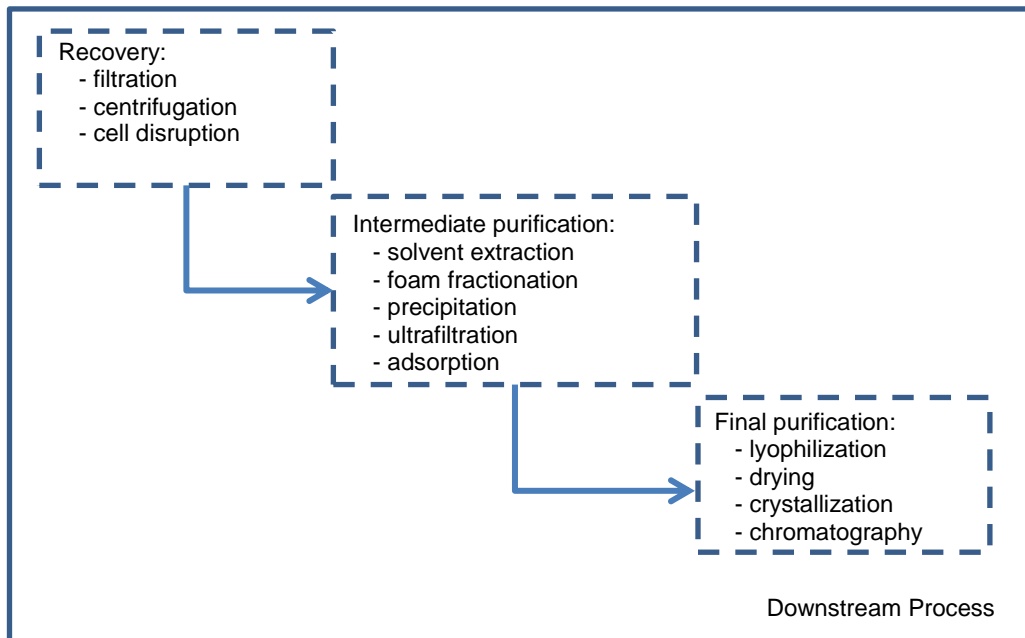 Recovery:
- filtration
- centrifugation
- cell disruption
Intermediate purification:
- solvent extraction
- foam fractionation
- precipitation
- ultrafiltration
- adsorption
Final purification:
- lyophilization
- drying
- crystallization
- chromatography
Downstream Process